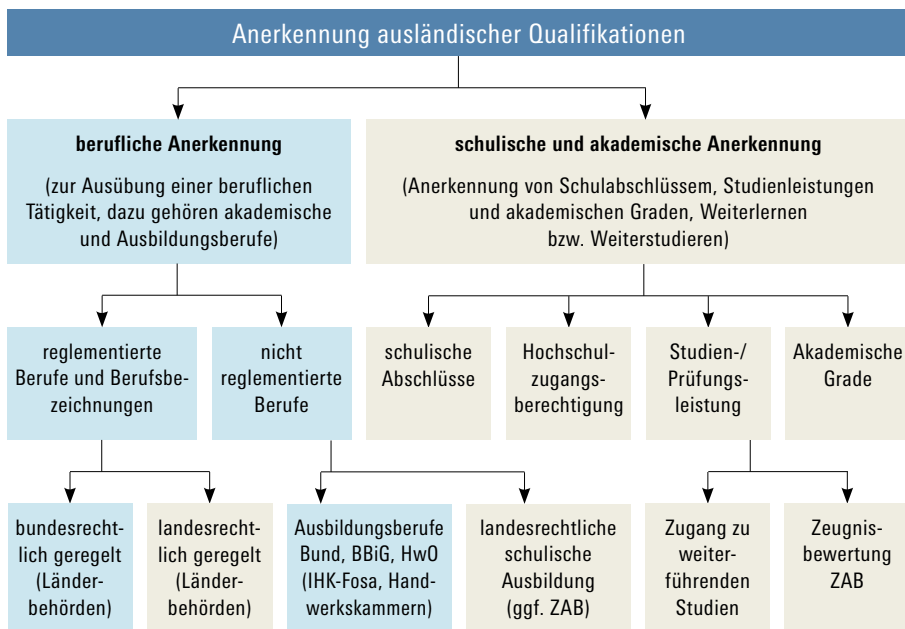 Anerkennung ausländischer Qualifikationen
berufliche Anerkennung
(zur Ausübung einer beruflichen
Tätigkeit, dazu gehören akademische
und Ausbildungsberufe)
schulische und akademische Anerkennung
(Anerkennung von Schulabschlüssem, Studienleistungen
und akademischen Graden, Weiterlernen
bzw. Weiterstudieren)
reglementierte
Berufe und Berufsbe-
zeichnungen
nicht
reglementierte
Berufe
schulische
Abschlüsse
Hochschul-
zugangs-
berechtigung
Studien-/
Prüfungs-
leistung
Akademische
Grade
bundesrecht-
lich geregelt
(Länder-
behörden)
landesrecht-
lich geregelt
(Länder-
behörden)
Ausbildungsberufe
Bund, BBiG, HwO
(IHK-Fosa, Hand-
werkskammern)
landesrechtliche
schulische
Ausbildung
(ggf. ZAB)
Zugang zu
weiter-
führenden
Studien
Zeugnis-
bewertung
ZAB